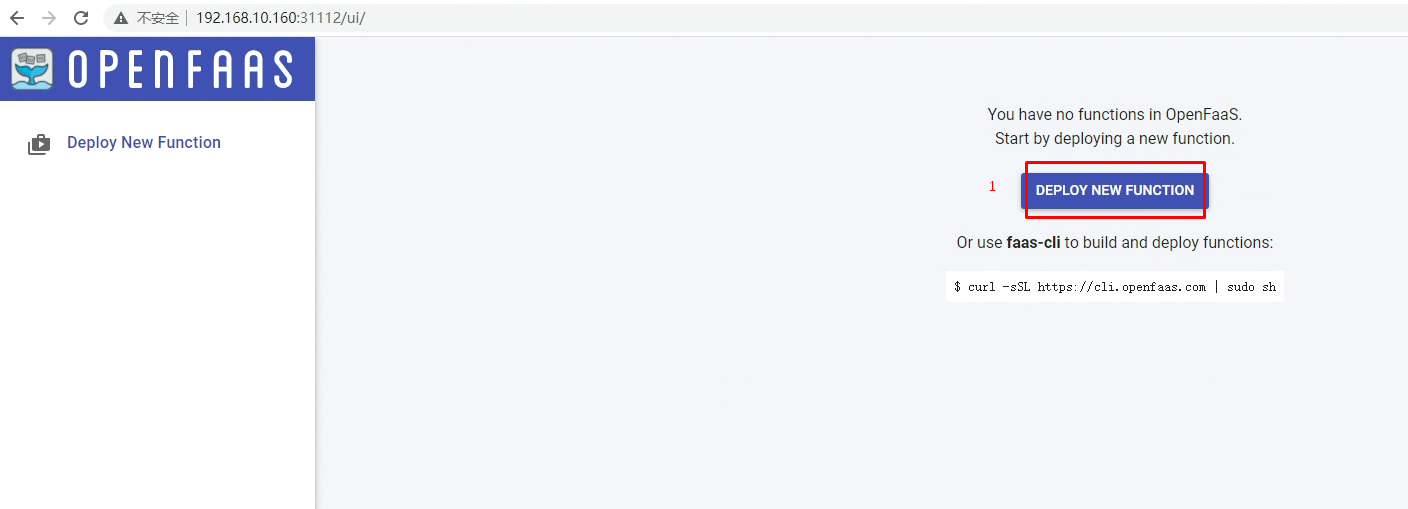 不安全 192.168.10.160:31112/ui/
OPENFAAS
Deploy New Function
You have no functions in OpenFaaS.
Start by deploying a new function.
1
DEPLOY NEW FUNCTION
Or use faas-cli to build and deploy functions:
$ curl -sSL https://cli.openfaas.com | sudo sh